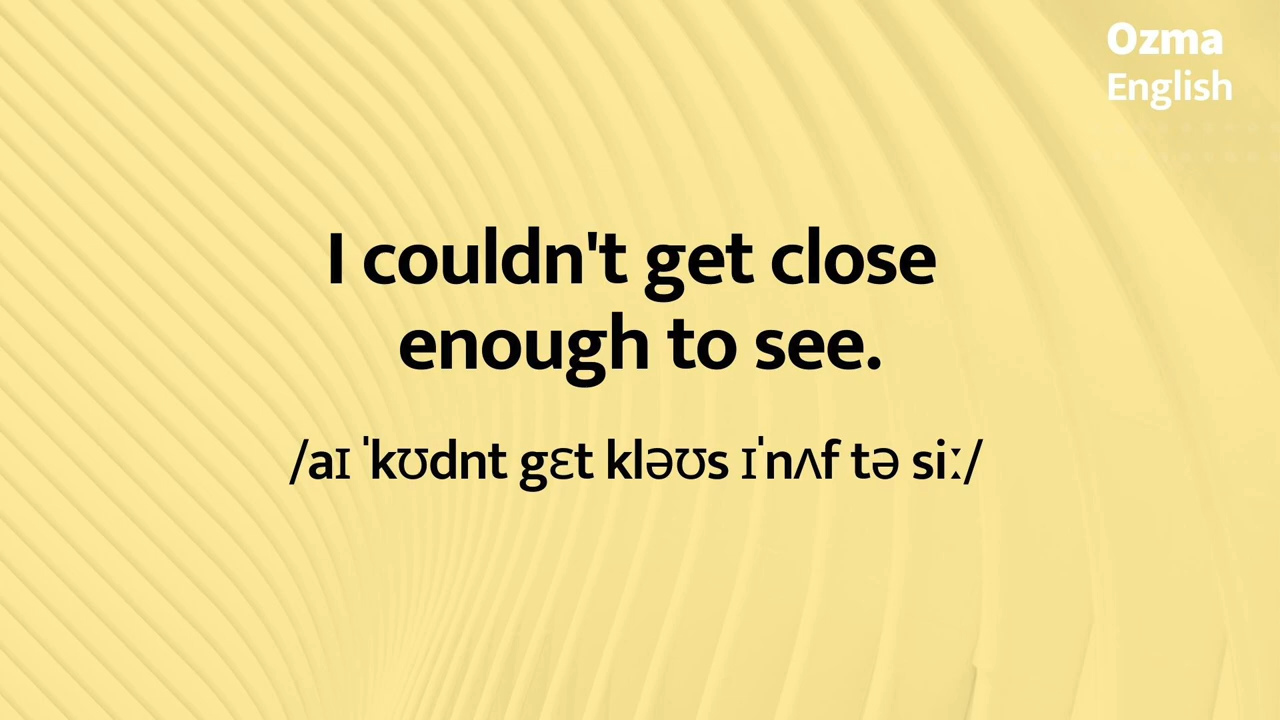 Ozma
English
I couldn't get close
enough to see.
/aɪ ˈkʊdnt gɛt kləʊs ɪˈnʌf tə siː/